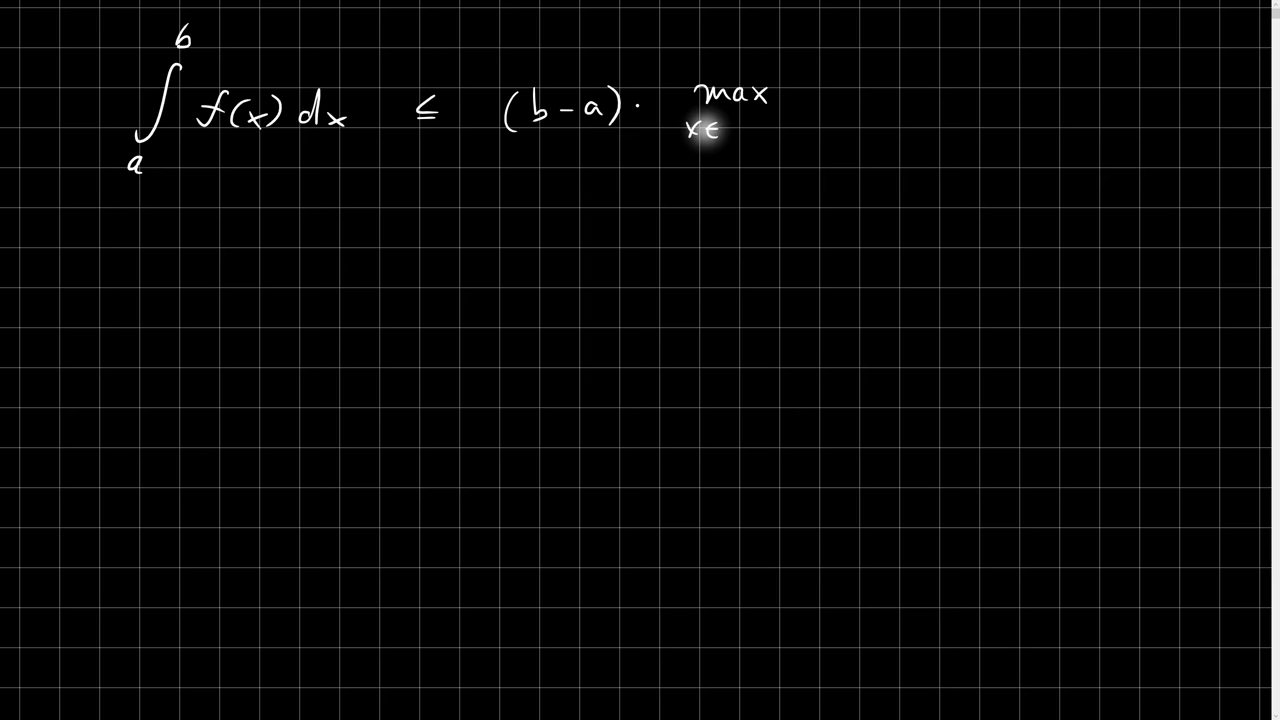 ∫_a^b f(x) dx ≤ (b-a) · max_{x∈}